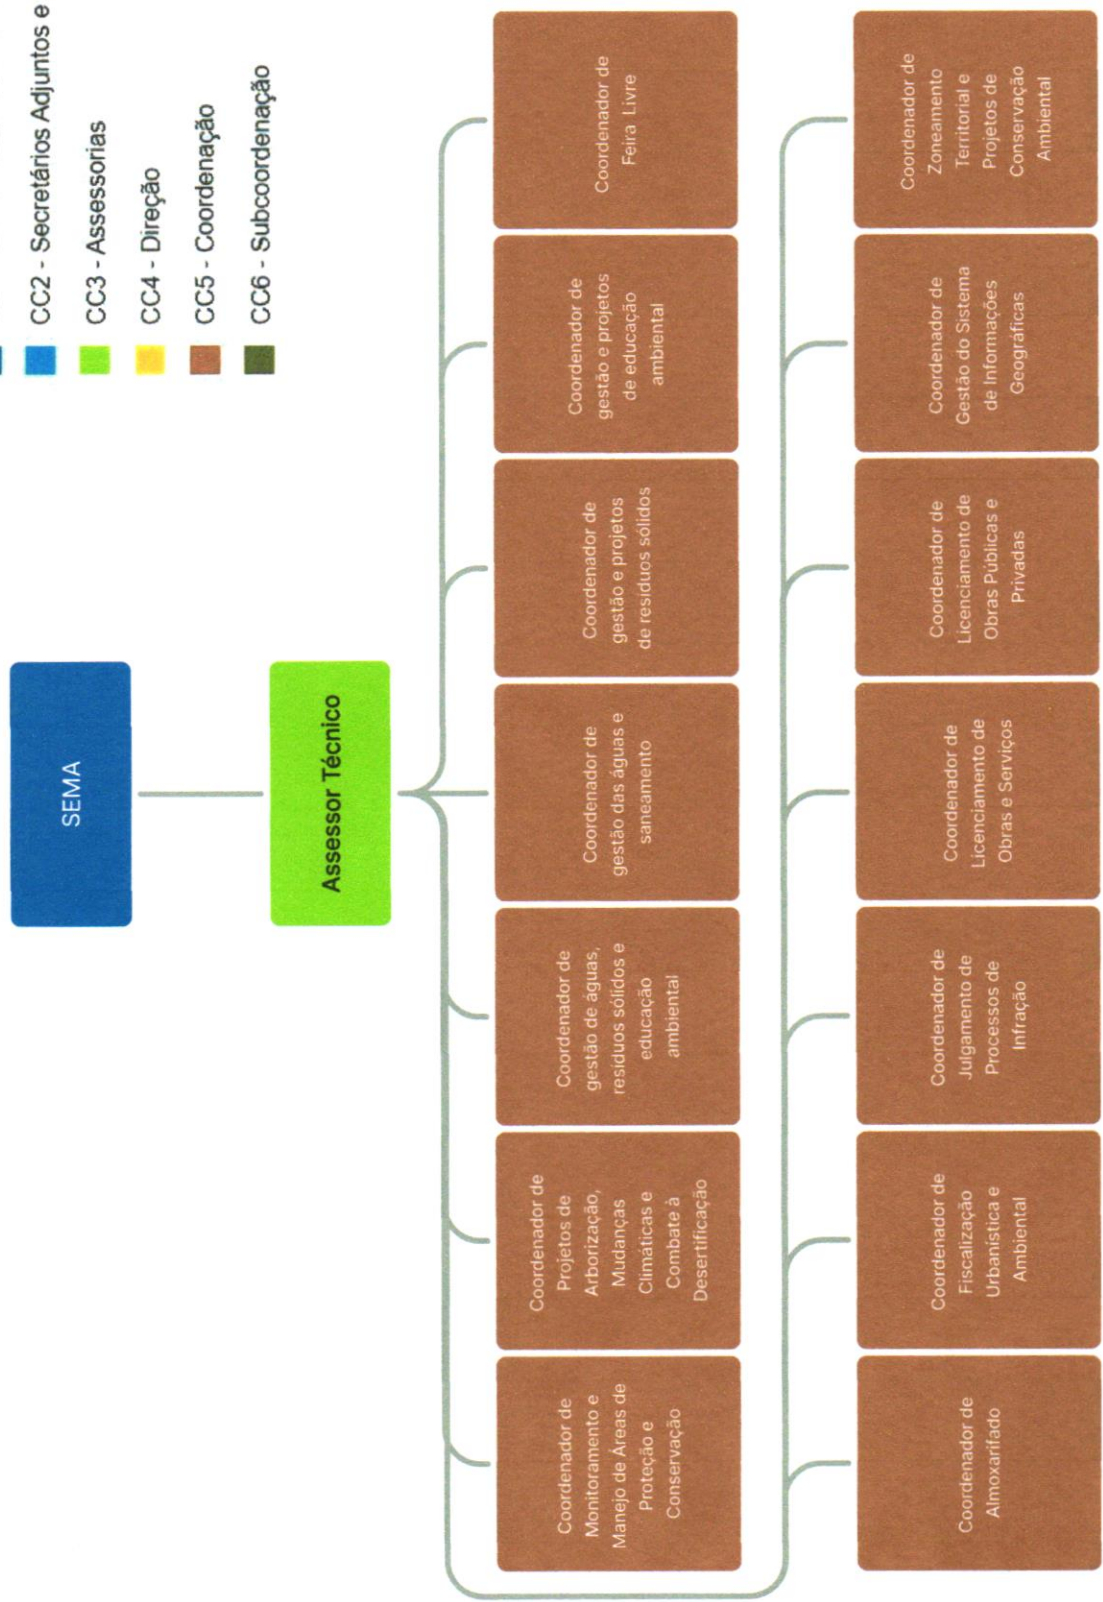 CC2 - Secretários Adjuntos e
CC3 - Assessorias
CC4 - Direção
CC5 - Coordenação
CC6 - Subcoordenação
SEMA
Assessor Técnico
Coordenador de
Monitoramento e
Manejo de Áreas de
Proteção e
Conservação
Coordenador de
Projetos de
Arborização,
Mudanças
Climáticas e
Combate à
Desertificação
Coordenador de
gestão de águas,
resíduos sólidos e
educação
ambiental
Coordenador de
gestão das águas e
saneamento
Coordenador de
gestão e projetos
de resíduos sólidos
Coordenador de
gestão e projetos
de educação
ambiental
Coordenador de
Feira Livre
Coordenador de
Almoxarifado
Coordenador de
Fiscalização
Urbanística e
Ambiental
Coordenador de
Julgamento de
Processos de
Infração
Coordenador de
Licenciamento de
Obras e Serviços
Coordenador de
Licenciamento de
Obras Públicas e
Privadas
Coordenador de
Gestão do Sistema
de Informações
Geográficas
Coordenador de
Zoneamento
Territorial e
Projetos de
Conservação
Ambiental